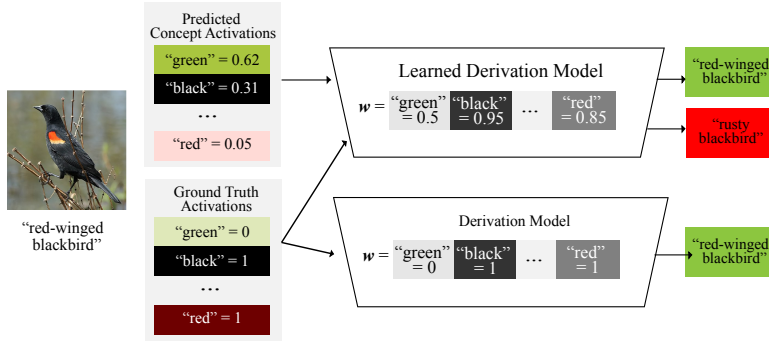 Predicted
Concept Activations
“green” = 0.62
“black” = 0.31
...
“red” = 0.05
“red-winged
blackbird”
Ground Truth
Activations
“green” = 0
“black” = 1
...
“red” = 1
Learned Derivation Model
w = “green” = 0.5 “black” = 0.95 ... “red” = 0.85
“red-winged
blackbird”
“rusty
blackbird”
Derivation Model
w = “green” = 0 “black” = 1 ... “red” = 1
“red-winged
blackbird”